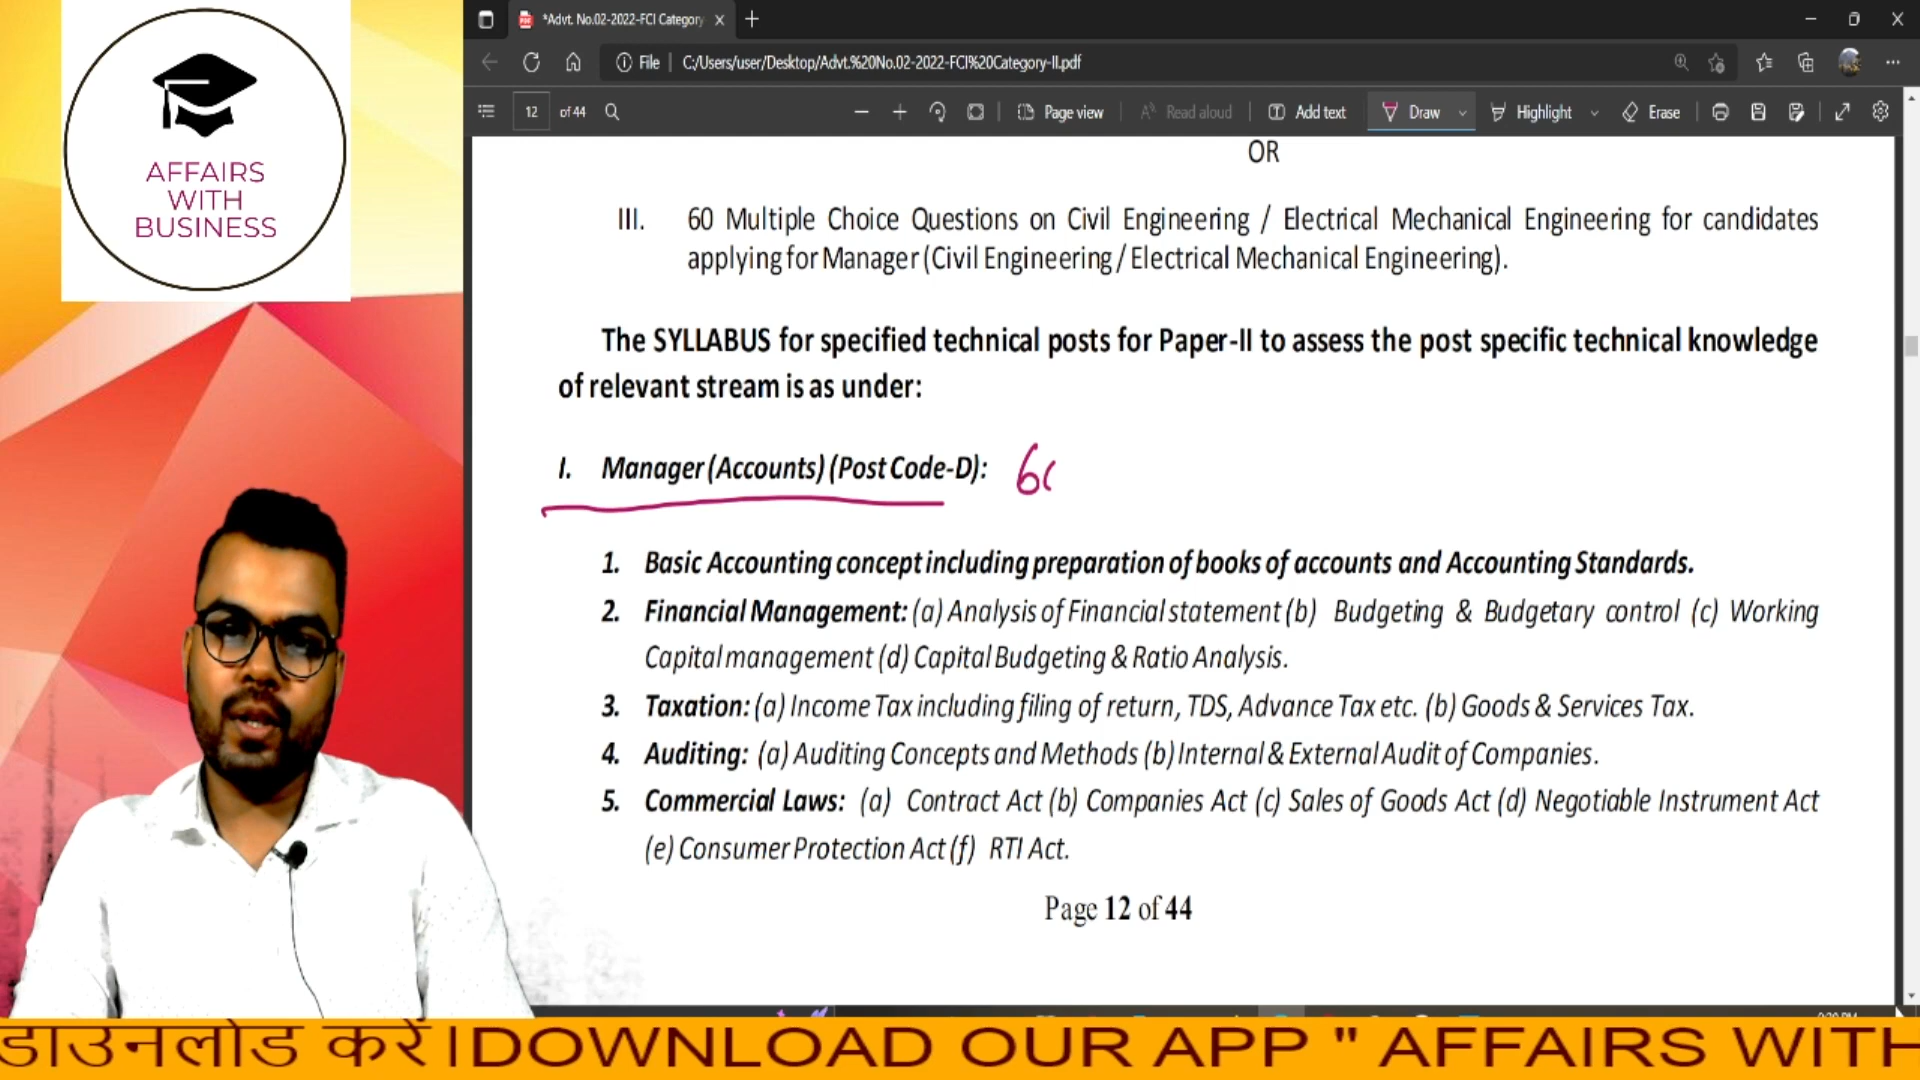 AFFAIRS
WITH
BUSINESS
*Advt. No.02-2022-FCI Category
File C:/Users/user/Desktop/Advt.%20No.02-2022-FCI%20Category-II.pdf
12 of 44 Page view Read aloud Add text Draw Highlight Erase
OR
III. 60 Multiple Choice Questions on Civil Engineering / Electrical Mechanical Engineering for candidates
applying for Manager (Civil Engineering / Electrical Mechanical Engineering).
The SYLLABUS for specified technical posts for Paper-II to assess the post specific technical knowledge
of relevant stream is as under:
I. Manager (Accounts) (Post Code-D):
1. Basic Accounting concept including preparation of books of accounts and Accounting Standards.
2. Financial Management: (a) Analysis of Financial statement (b) Budgeting & Budgetary control (c) Working
Capital management (d) Capital Budgeting & Ratio Analysis.
3. Taxation: (a) Income Tax including filing of return, TDS, Advance Tax etc. (b) Goods & Services Tax.
4. Auditing: (a) Auditing Concepts and Methods (b) Internal & External Audit of Companies.
5. Commercial Laws: (a) Contract Act (b) Companies Act (c) Sales of Goods Act (d) Negotiable Instrument Act
(e) Consumer Protection Act (f) RTI Act.
Page 12 of 44
डाउनलोड करें । DOWNLOAD OUR APP " AFFAIRS WITH